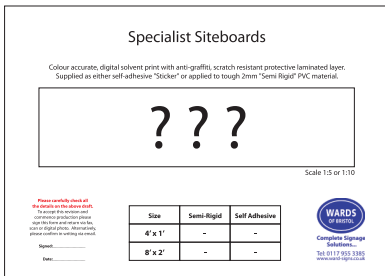 Specialist Siteboards
Colour accurate, digital solvent print with anti-graffiti, scratch resistant protective laminated layer.
Supplied as either self-adhesive "Sticker" or applied to tough 2mm "Semi Rigid" PVC material.
? ? ?
Scale 1:5 or 1:10
Please carefully check all
the details on the above draft.
To accept this revision and
commence production please
sign this form and return via fax,
scan or digital photo. Alternatively,
please confirm in writing via email.
Signed:
Date:
Size Semi-Rigid Self Adhesive
4' x 1' - -
8' x 2' - -
WARDS
OF BRISTOL
Complete Signage
Solutions...
Tel: 0117 955 3385
www.ward-signs.co.uk